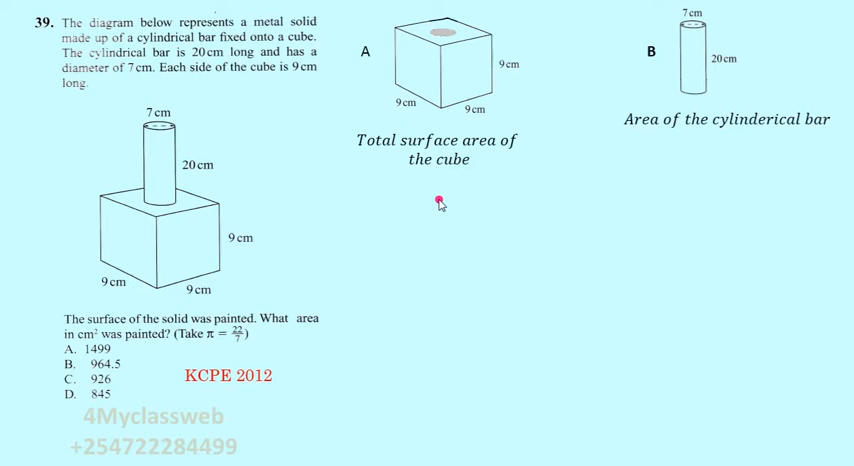 39. The diagram below represents a metal solid
made up of a cylindrical bar fixed onto a cube.
The cylindrical bar is 20cm long and has a
diameter of 7cm. Each side of the cube is 9cm
long.
7cm
20cm
9cm
9cm
9cm
The surface of the solid was painted. What area
in cm² was painted? (Take π = 22/7)
A. 1499
B. 964.5
C. 926
D. 845
KCPE 2012
4Myclassweb
+254722284499
A
9cm
9cm
9cm
Total surface area of
the cube
B
7cm
20cm
Area of the cylinderical bar